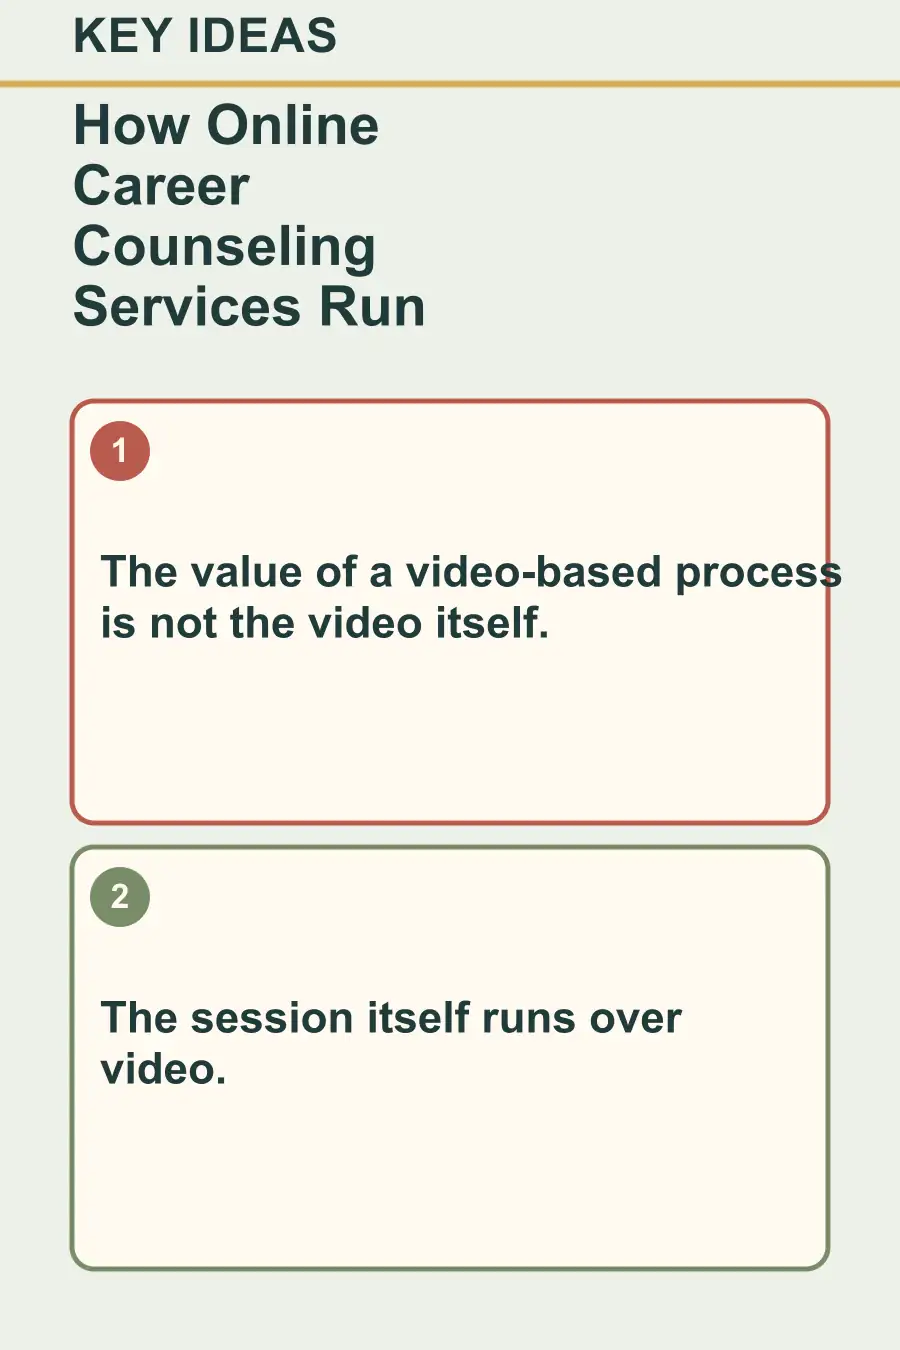 KEY IDEAS
How Online
Career
Counseling
Services Run
1
The value of a video-based process
is not the video itself.
2
The session itself runs over
video.